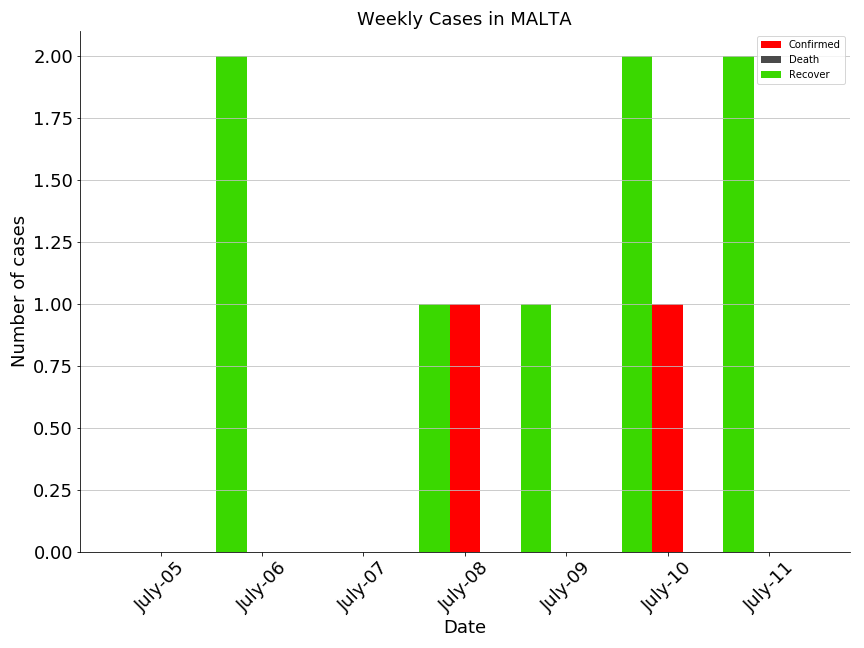 Weekly Cases in MALTA
Confirmed
Death
Recover
Number of cases
2.00
1.75
1.50
1.25
1.00
0.75
0.50
0.25
0.00
July-05
July-06
July-07
July-08
July-09
July-10
July-11
Date